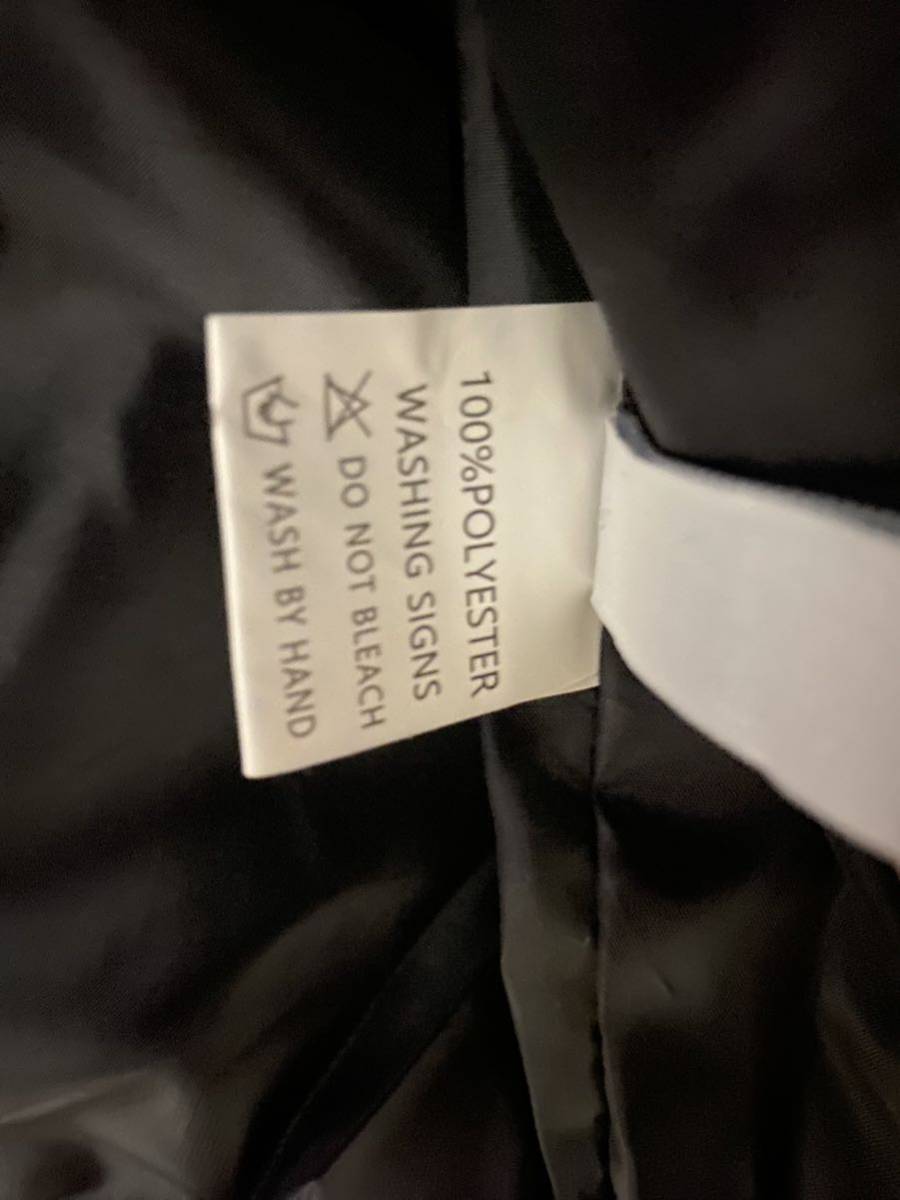 100%POLYESTER
WASHING SIGNS
DO NOT BLEACH
WASH BY HAND